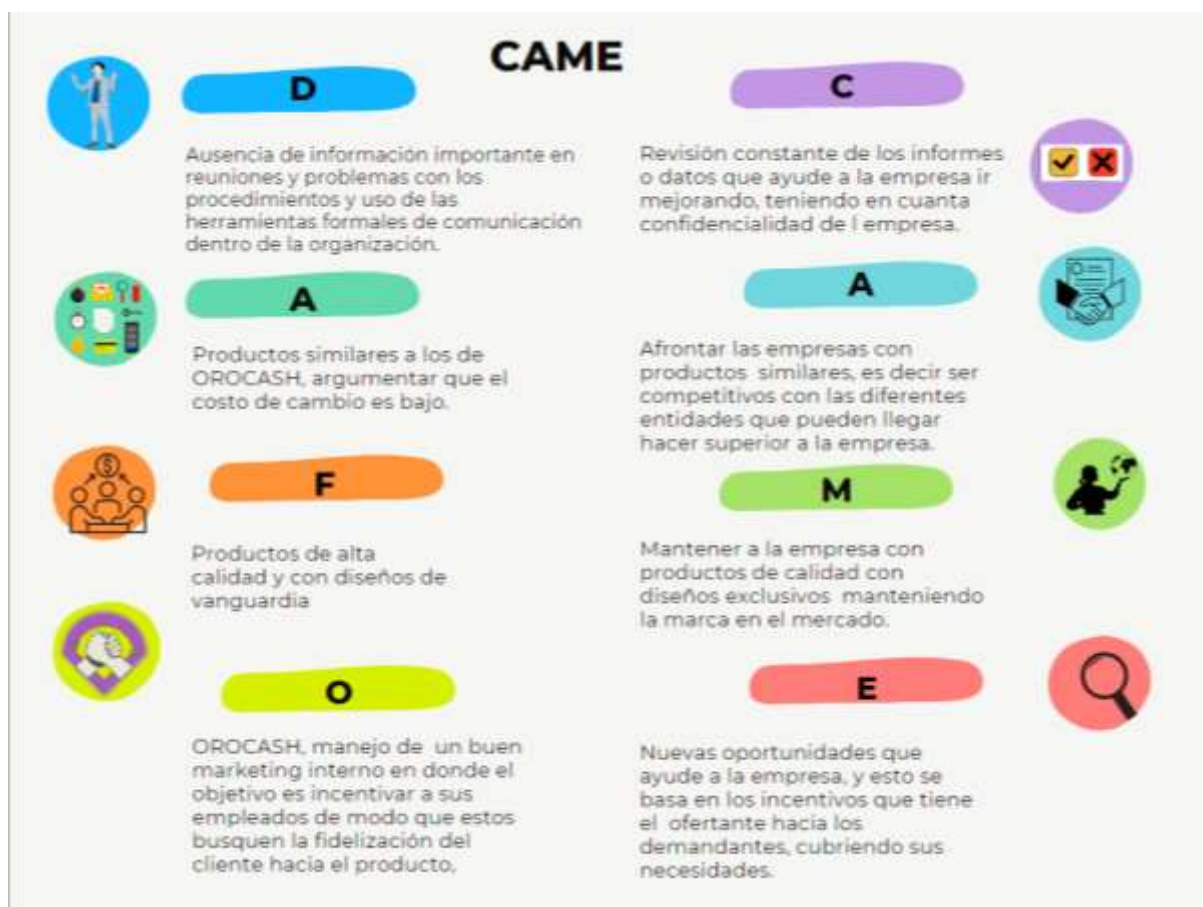 CAME
D
Ausencia de información importante en
reuniones y problemas con los
procedimientos y uso de las
herramientas formales de comunicación
dentro de la organización.
C
Revisión constante de los informes
o datos que ayude a la empresa ir
mejorando, teniendo en cuanta
confidencialidad de l empresa.
A
Productos similares a los de
OROCASH, argumentar que el
costo de cambio es bajo.
A
Afrontar las empresas con
productos similares, es decir ser
competitivos con las diferentes
entidades que pueden llegar
hacer superior a la empresa.
F
Productos de alta
calidad y con diseños de
vanguardia
M
Mantener a la empresa con
productos de calidad con
diseños exclusivos manteniendo
la marca en el mercado.
O
OROCASH, manejo de un buen
marketing interno en donde el
objetivo es incentivar a sus
empleados de modo que estos
busquen la fidelización del
cliente hacia el producto,
E
Nuevas oportunidades que
ayude a la empresa, y esto se
basa en los incentivos que tiene
el ofertante hacia los
demandantes, cubriendo sus
necesidades.